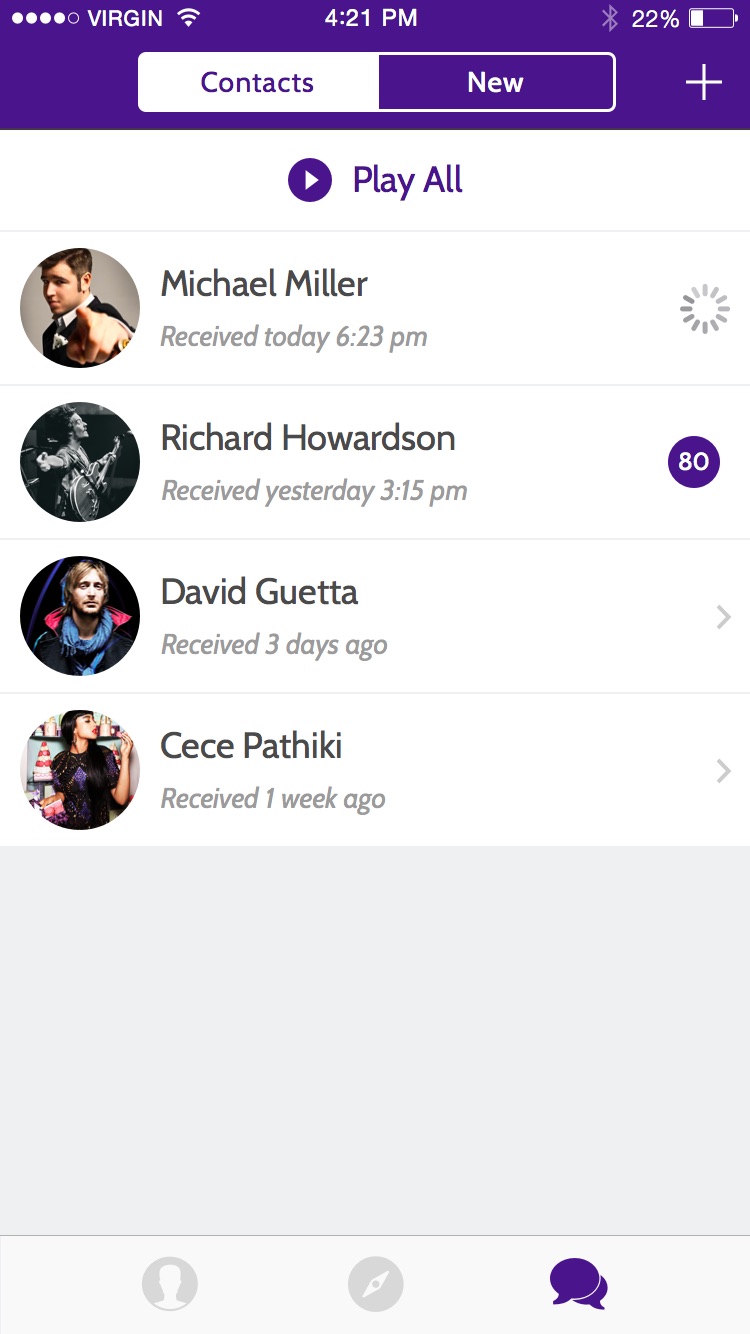 VIRGIN 4:21 PM 22%
Contacts New
Play All
Michael Miller
Received today 6:23 pm
Richard Howardson
Received yesterday 3:15 pm
80
David Guetta
Received 3 days ago
Cece Pathiki
Received 1 week ago